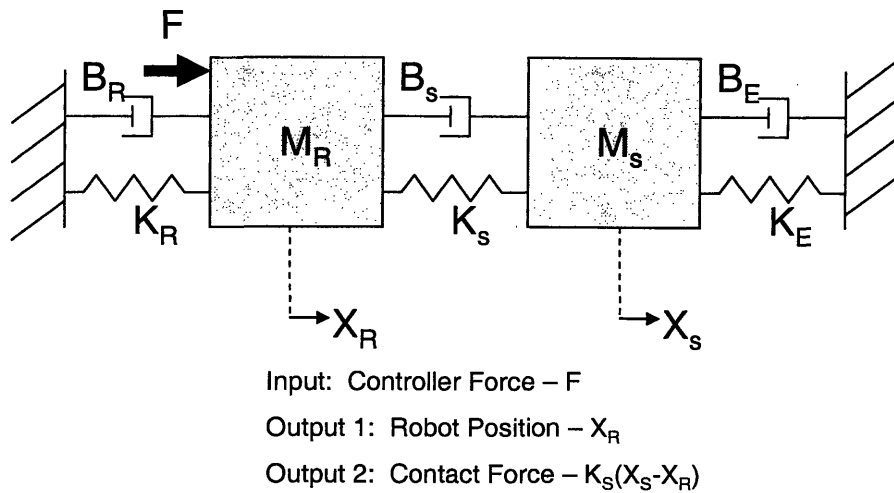 F
B_R
B_s
B_E
M_R
M_s
K_R
K_s
K_E
X_R
X_s
Input: Controller Force – F
Output 1: Robot Position – X_R
Output 2: Contact Force – K_S(X_S-X_R)